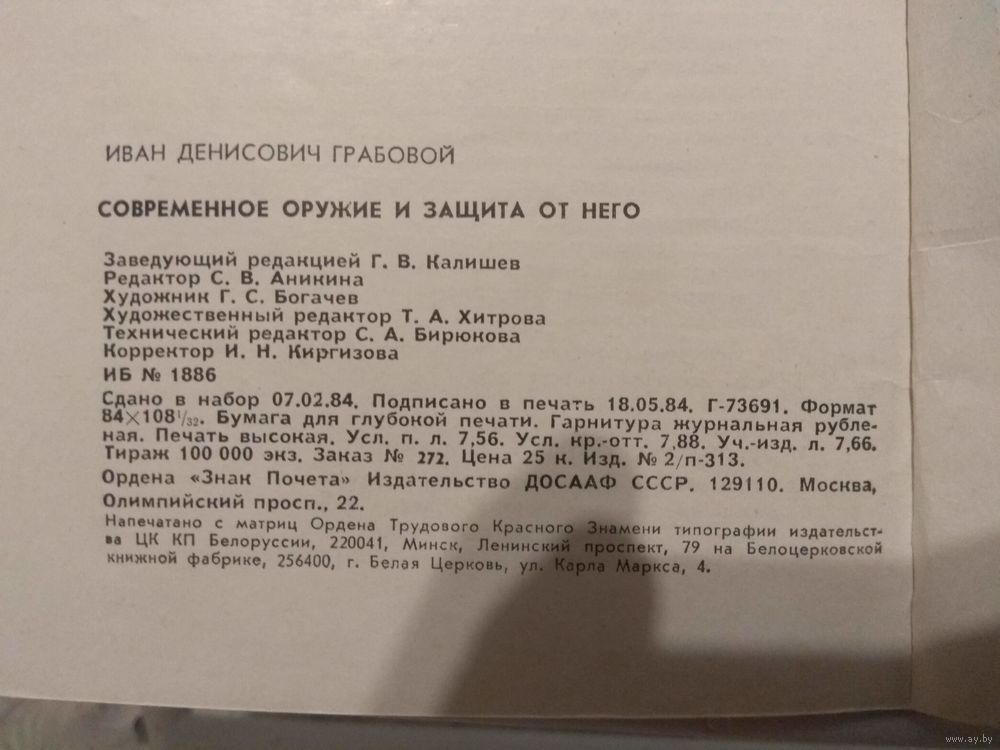 ИВАН ДЕНИСОВИЧ ГРАБОВОЙ
СОВРЕМЕННОЕ ОРУЖИЕ И ЗАЩИТА ОТ НЕГО
Заведующий редакцией Г. В. Калишев
Редактор С. В. Аникина
Художник Г. С. Богачев
Художественный редактор Т. А. Хитрова
Технический редактор С. А. Бирюкова
Корректор И. Н. Киргизова
ИБ № 1886
Сдано в набор 07.02.84. Подписано в печать 18.05.84. Г-73691. Формат
84×108¹/₃₂. Бумага для глубокой печати. Гарнитура журнальная рубле-
ная. Печать высокая. Усл. п. л. 7,56. Усл. кр.-отт. 7,88. Уч.-изд. л. 7,66.
Тираж 100 000 экз. Заказ № 272. Цена 25 к. Изд. № 2/п-313.
Ордена «Знак Почета» Издательство ДОСААФ СССР. 129110. Москва,
Олимпийский просп., 22.
Напечатано с матриц Ордена Трудового Красного Знамени типографии издательст-
ва ЦК КП Белоруссии, 220041, Минск, Ленинский проспект, 79 на Белоцерковской
книжной фабрике, 256400, г. Белая Церковь, ул. Карла Маркса, 4.
www.ay.by